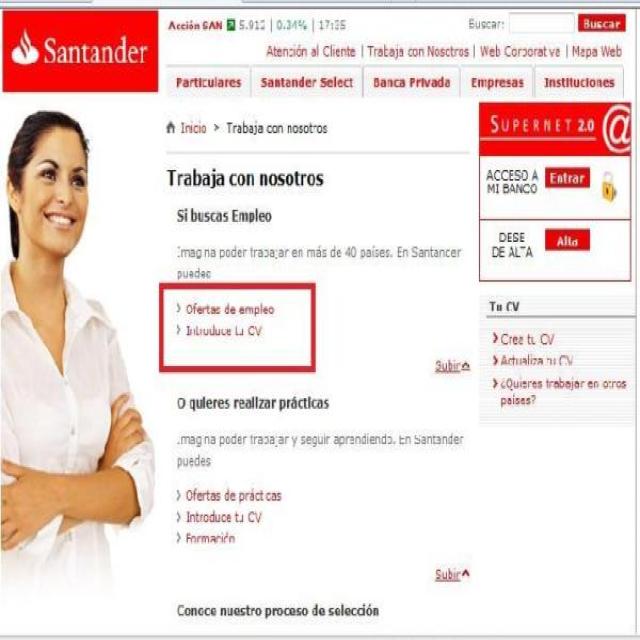 Santander
Acción SAN 5.912 | 0.34% | 17:35
Buscar: Buscar
Atención al Cliente | Trabaja con Nosotros | Web Corporativa | Mapa Web
Particulares Santander Select Banca Privada Empresas Instituciones
Inicio > Trabaja con nosotros
Trabaja con nosotros
Si buscas Empleo
Imagina poder trabajar en más de 40 países. En Santander
puedes
> Ofertas de empleo
> Introduce tu CV
Subir
O quieres realizar prácticas
Imagina poder trabajar y seguir aprendiendo. En Santander
puedes
> Ofertas de prácticas
> Introduce tu CV
> Formación
Subir
Conoce nuestro proceso de selección
SUPERNET 2.0 @
ACCESO A
MI BANCO
Entrar
DESE
DE ALTA
Alta
Tu CV
> Crea tu CV
> Actualiza tu CV
> ¿Quieres trabajar en otros
países?